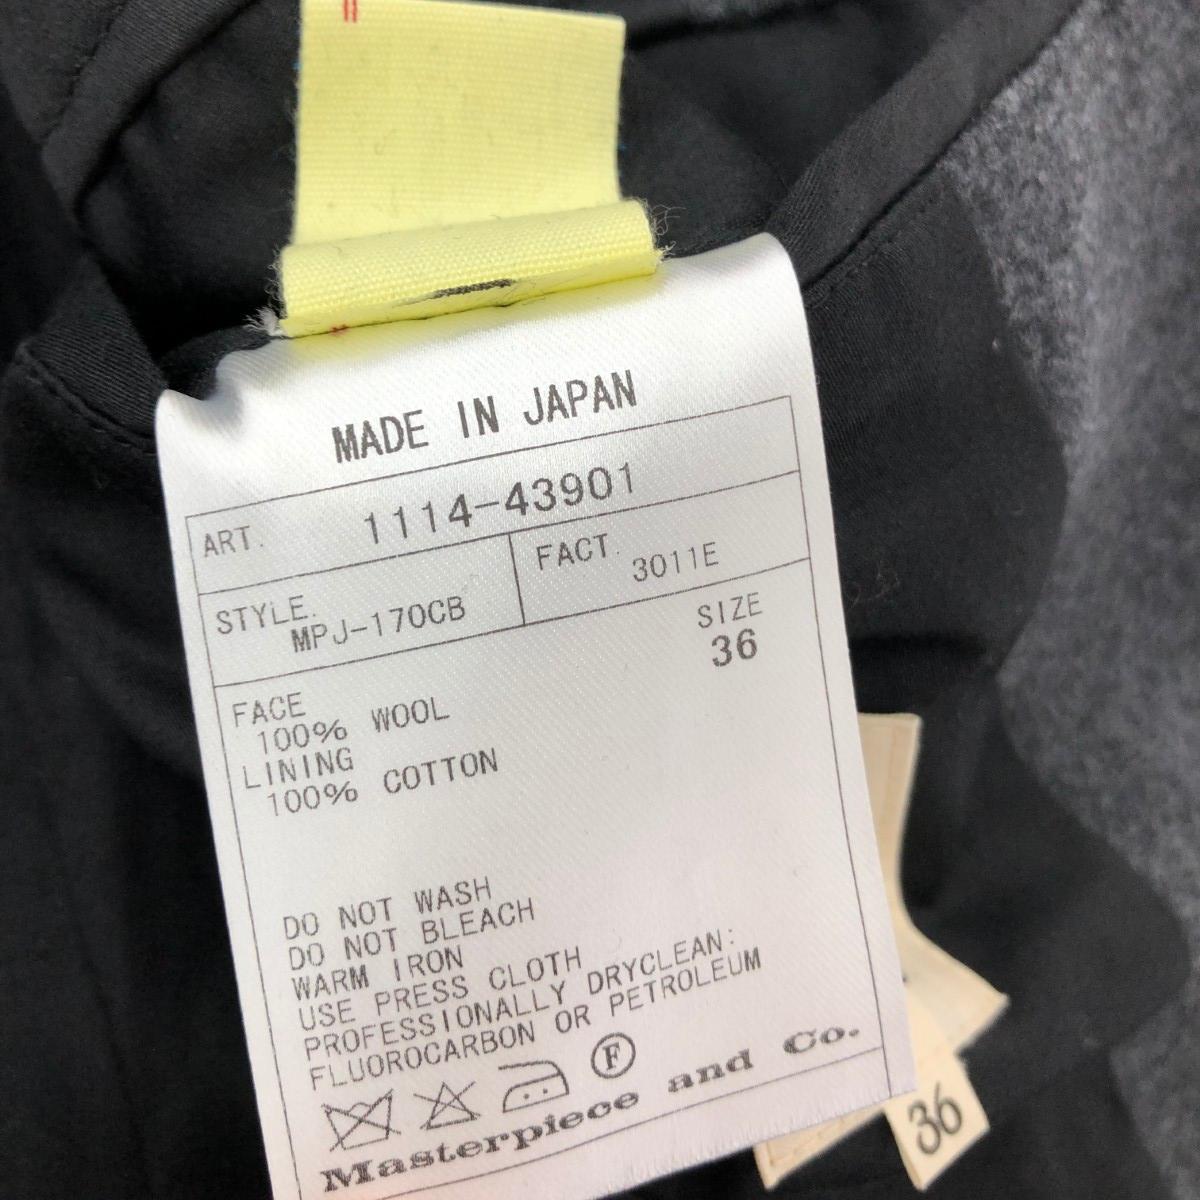 MADE IN JAPAN
ART. 1114-43901
STYLE. MPJ-170CB
FACT. 3011E
SIZE
36
FACE
100% WOOL
LINING
100% COTTON
DO NOT WASH
DO NOT BLEACH
WARM IRON
USE PRESS CLOTH
PROFESSIONALLY DRYCLEAN:
FLUOROCARBON OR PETROLEUM
F
Masterpiece and Co.
36